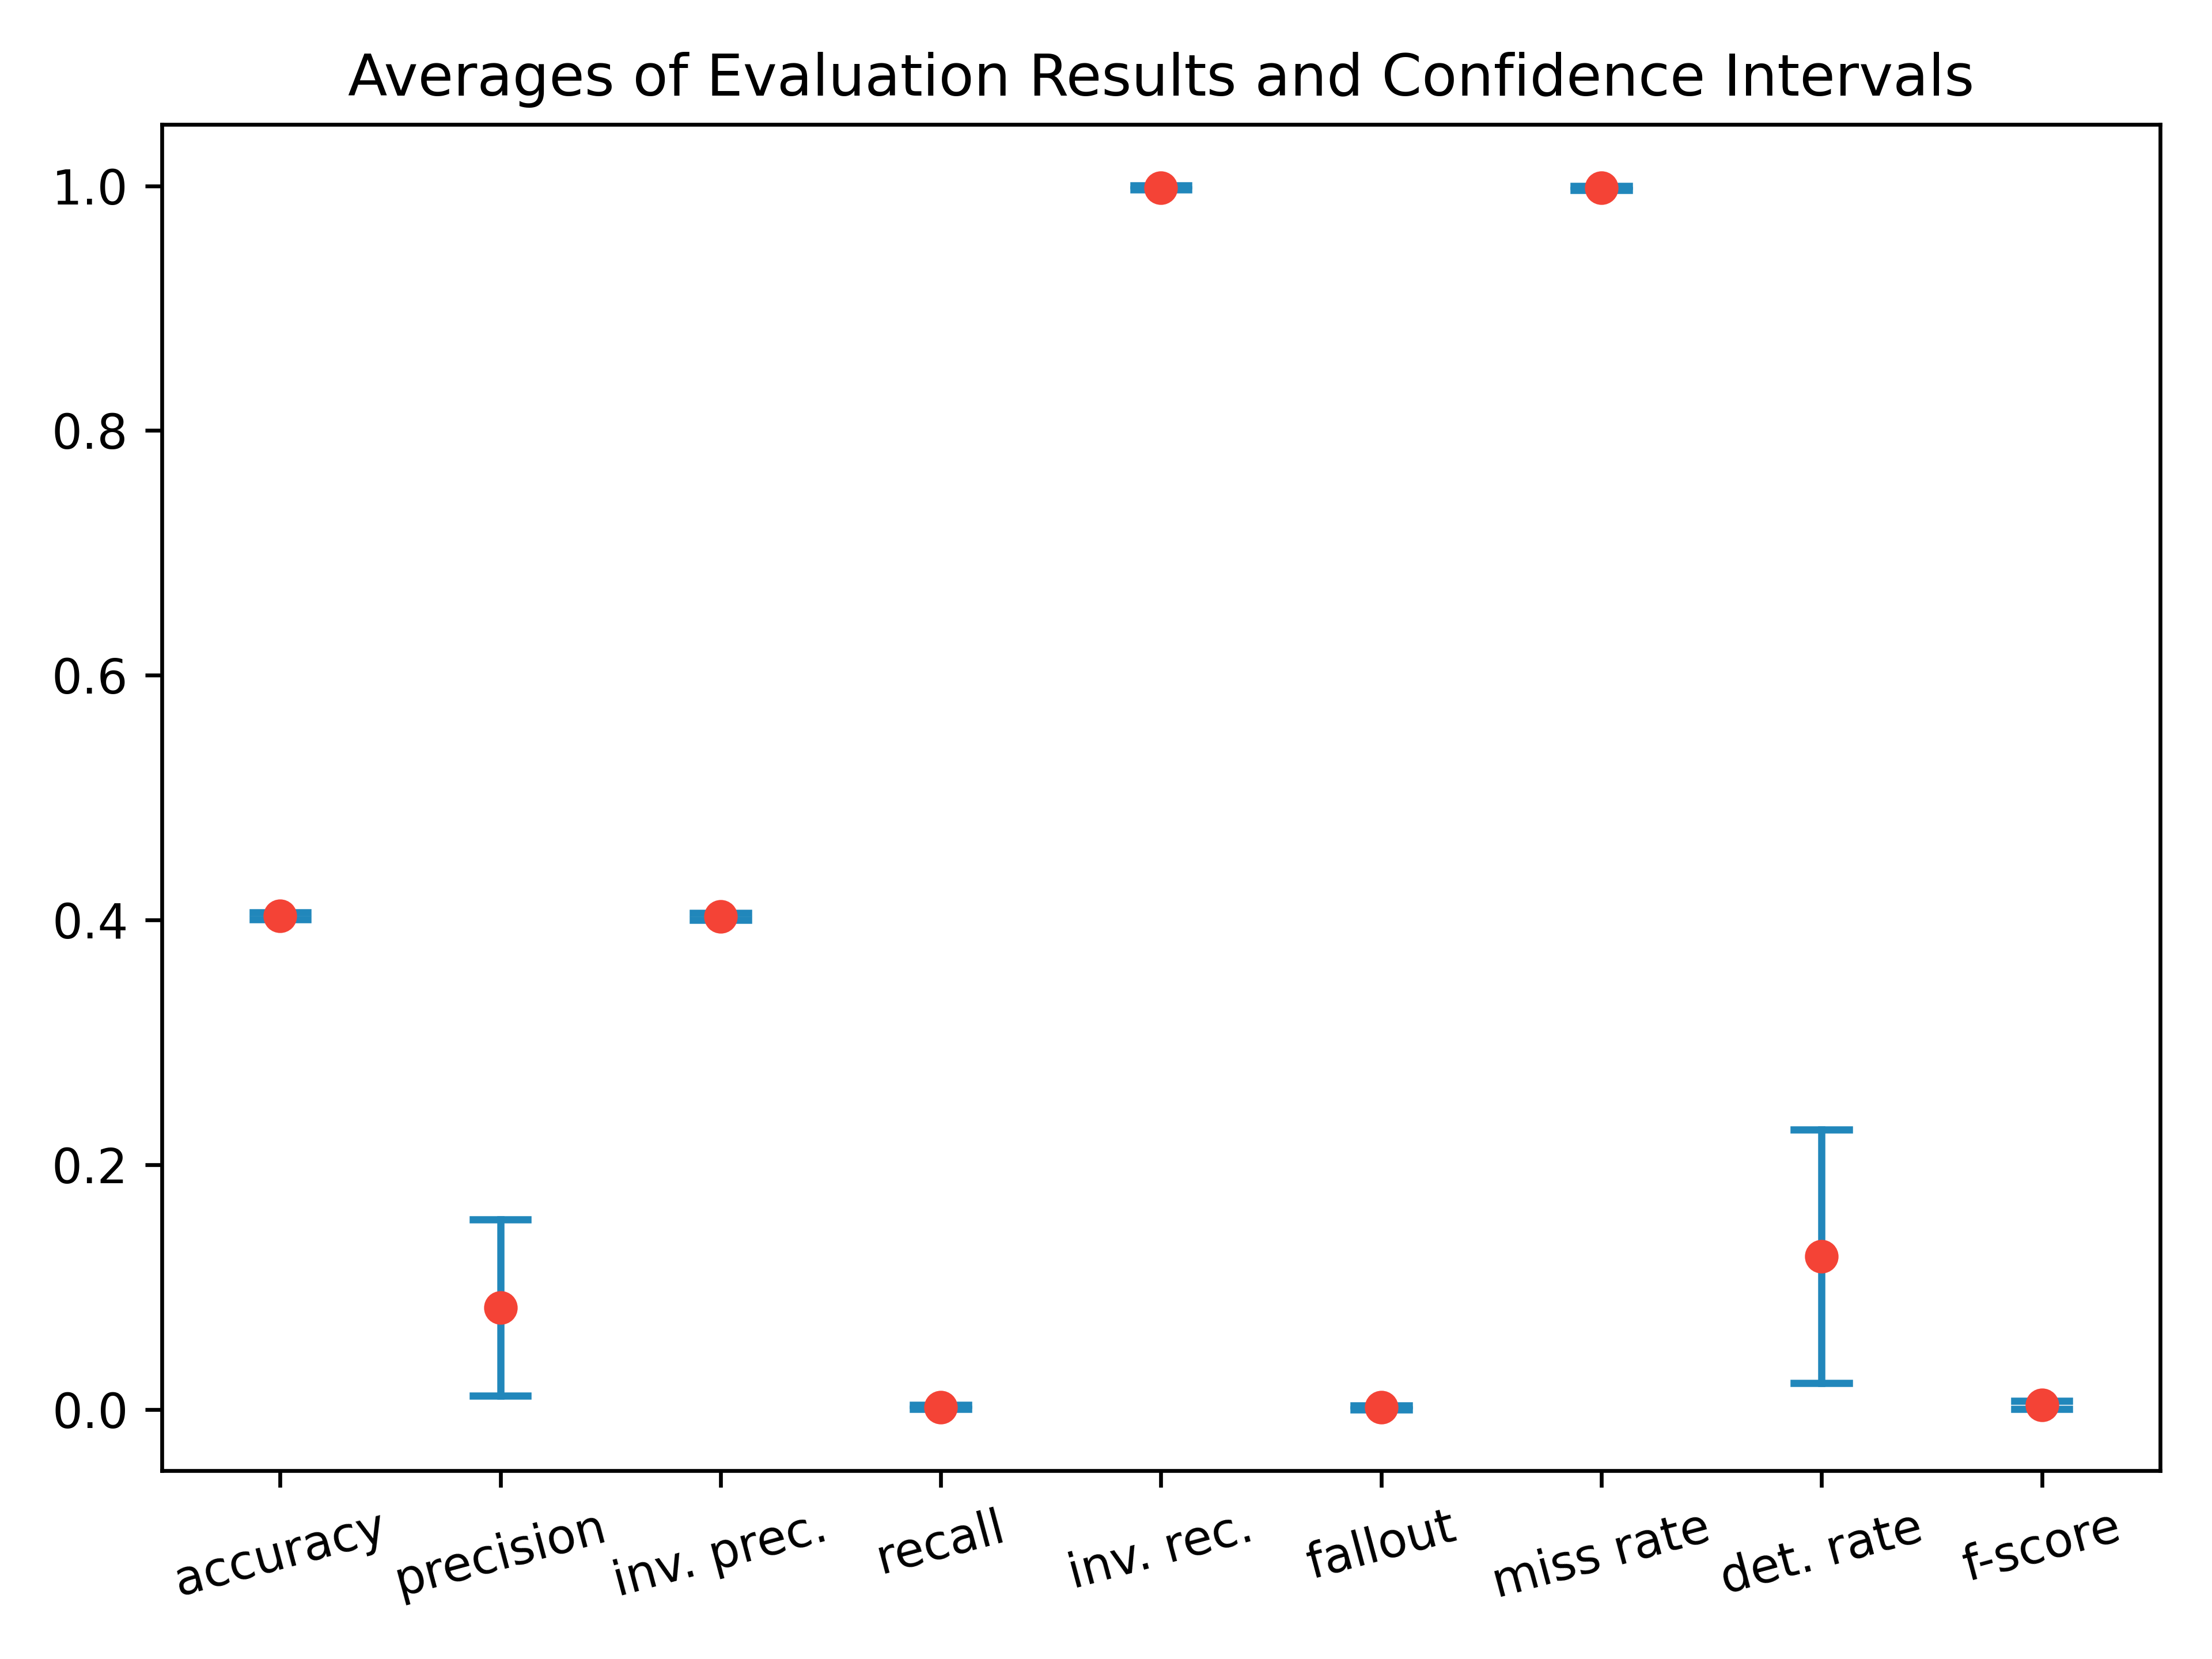 Averages of Evaluation Results and Confidence Intervals
1.0
0.8
0.6
0.4
0.2
0.0
accuracy
precision
inv. prec.
recall
inv. rec.
fallout
miss rate
det. rate
f-score